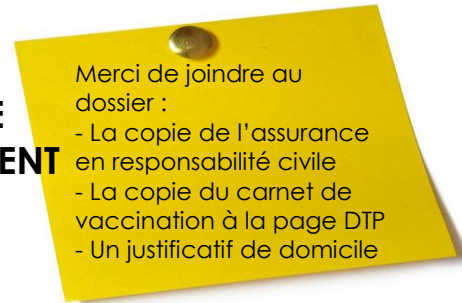 Merci de joindre au
dossier :
- La copie de l’assurance
en responsabilité civile
- La copie du carnet de
vaccination à la page DTP
- Un justificatif de domicile
E
ENT